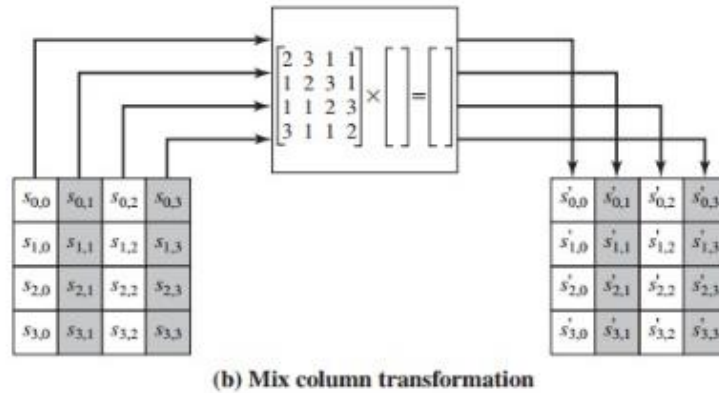 2 3 1 1
1 2 3 1
1 1 2 3
3 1 1 2
× =
s0,0 s0,1 s0,2 s0,3
s1,0 s1,1 s1,2 s1,3
s2,0 s2,1 s2,2 s2,3
s3,0 s3,1 s3,2 s3,3
s'0,0 s'0,1 s'0,2 s'0,3
s'1,0 s'1,1 s'1,2 s'1,3
s'2,0 s'2,1 s'2,2 s'2,3
s'3,0 s'3,1 s'3,2 s'3,3
(b) Mix column transformation